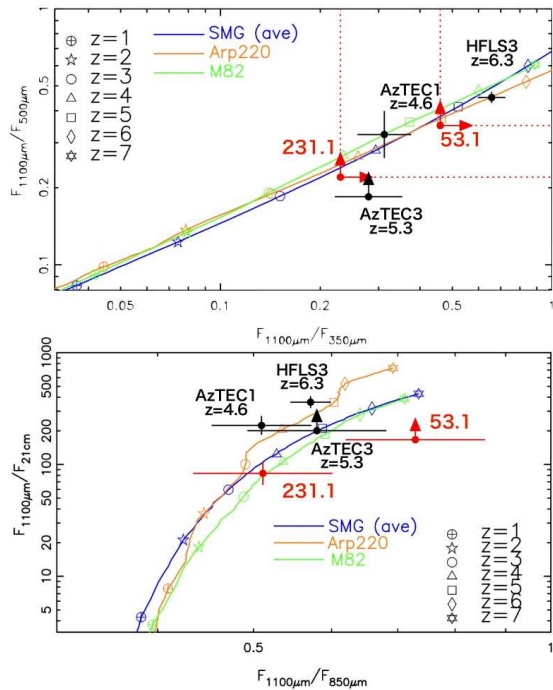 SMG (ave)
Arp220
M82
z=1
z=2
z=3
z=4
z=5
z=6
z=7
HFLS3
z=6.3
AzTEC1
z=4.6
53.1
231.1
AzTEC3
z=5.3
1
0.5
0.2
0.1
F1100μm/F500μm
0.05 0.1 0.2 0.5 1
F1100μm/F350μm
1000
500
200
100
50
20
10
5
F1100μm/F21cm
HFLS3
z=6.3
AzTEC1
z=4.6
53.1
AzTEC3
z=5.3
231.1
SMG (ave)
Arp220
M82
z=1
z=2
z=3
z=4
z=5
z=6
z=7
0.5 1
F1100μm/F850μm